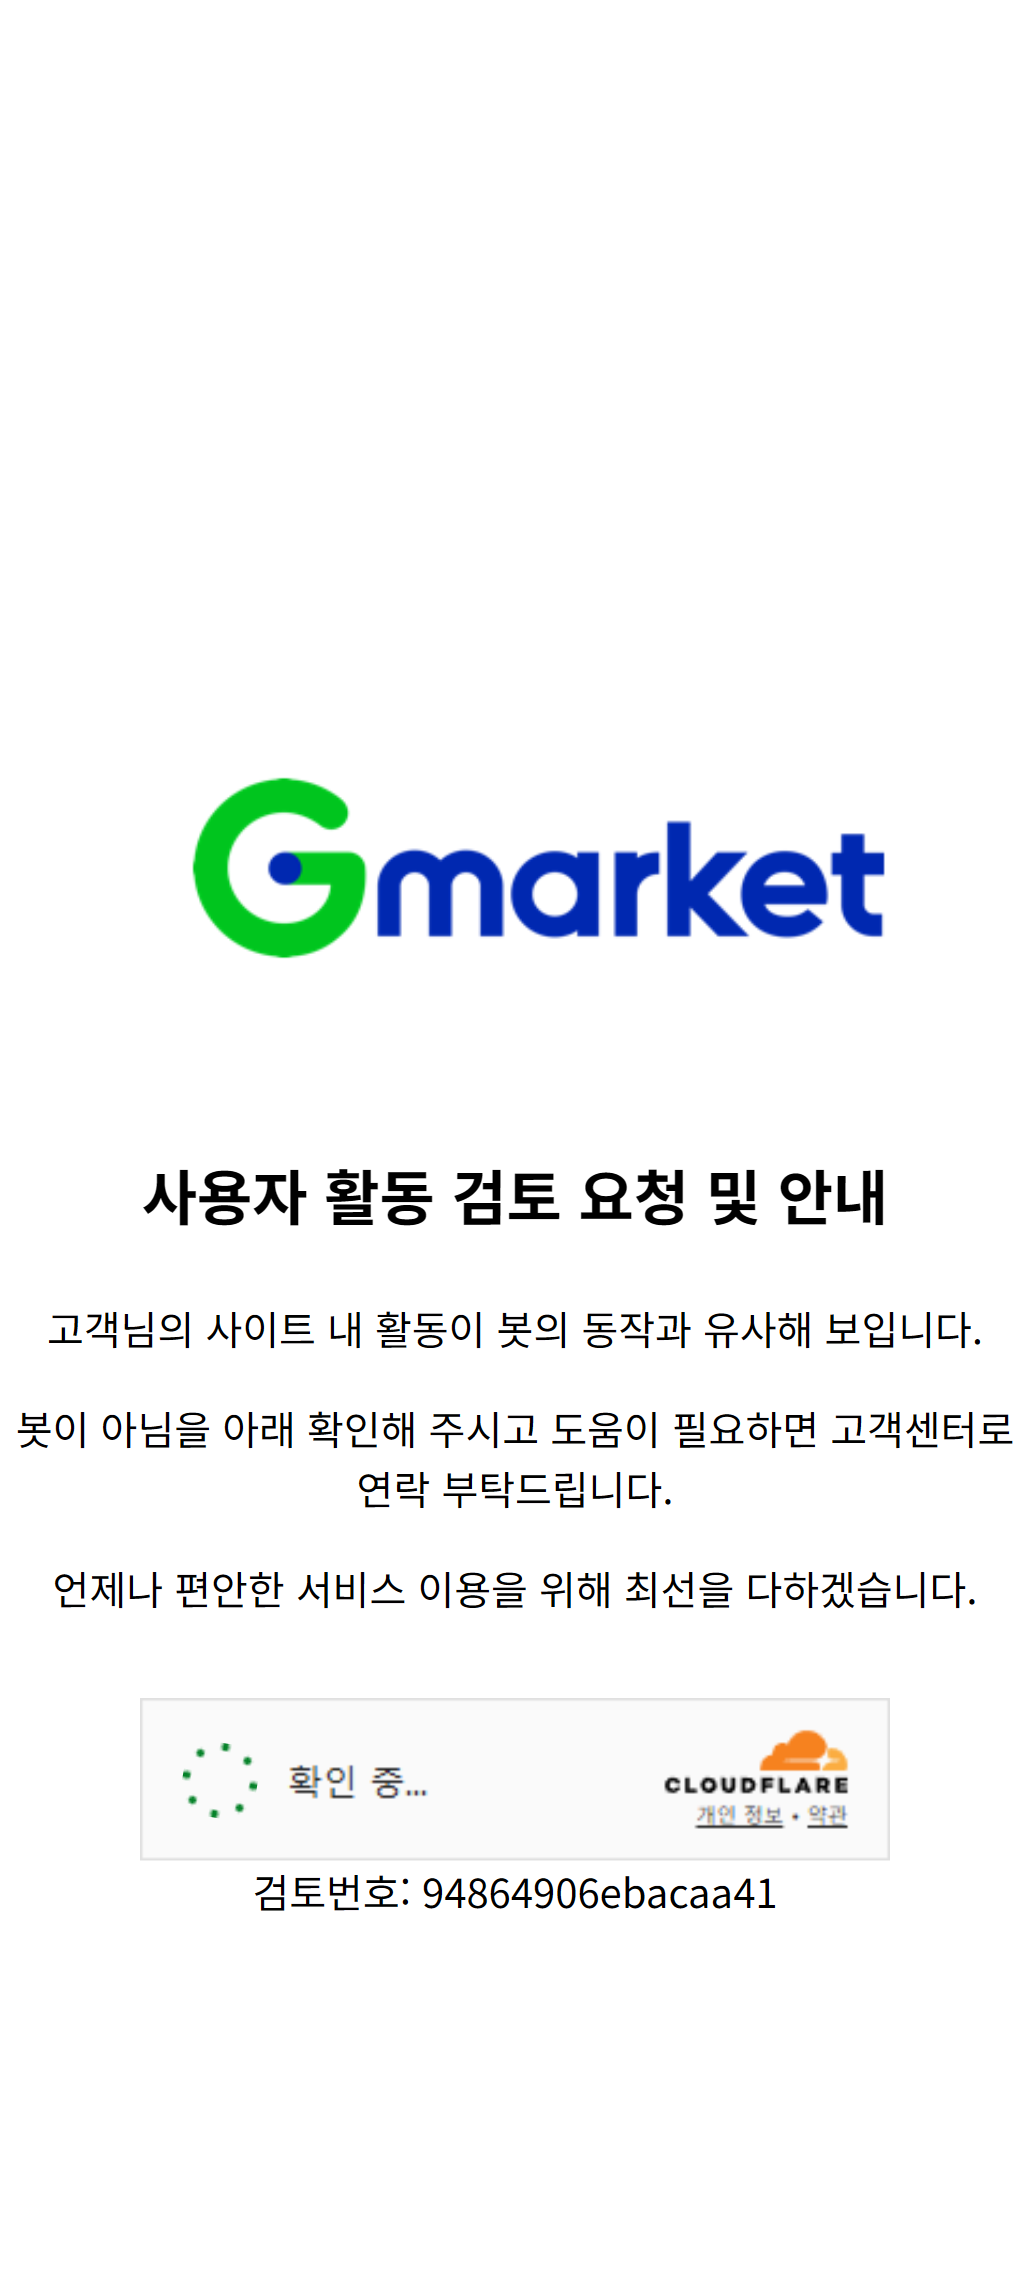 Gmarket
사용자 활동 검토 요청 및 안내
고객님의 사이트 내 활동이 봇의 동작과 유사해 보입니다.
봇이 아님을 아래 확인해 주시고 도움이 필요하면 고객센터로
연락 부탁드립니다.
언제나 편안한 서비스 이용을 위해 최선을 다하겠습니다.
확인 중...
CLOUDFLARE
개인 정보 • 약관
검토번호: 94864906ebacaa41